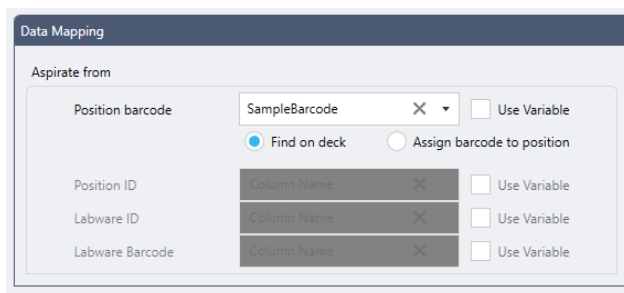 Data Mapping
Aspirate from
Position barcode SampleBarcode Use Variable
Find on deck Assign barcode to position
Position ID Column Name Use Variable
Labware ID Column Name Use Variable
Labware Barcode Column Name Use Variable